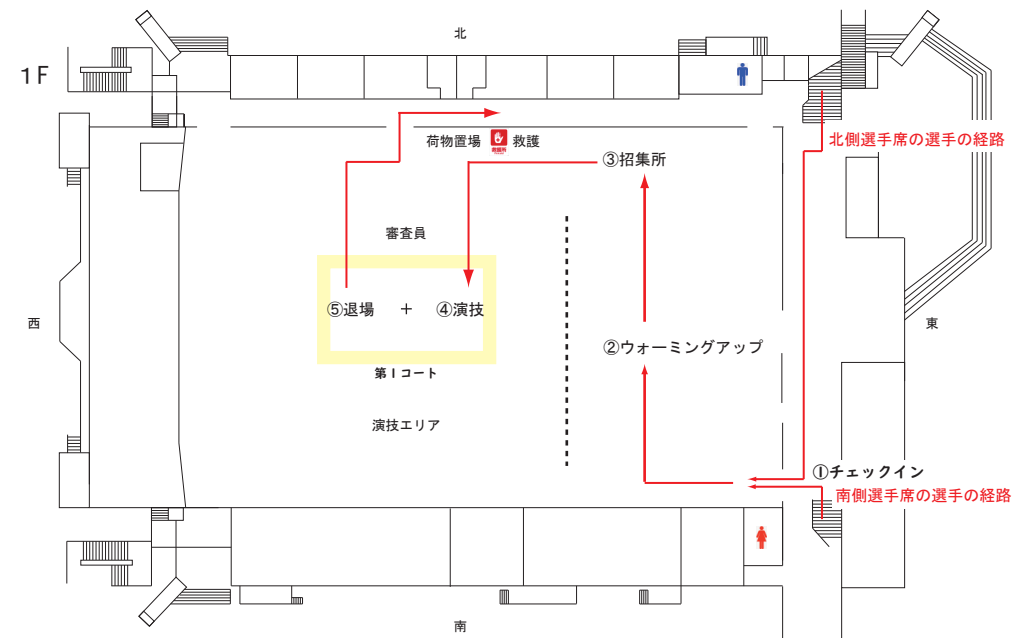 北
1F
北側選手席の選手の経路
荷物置場
救護
③招集所
審査員
⑤退場
+
④演技
西
東
②ウォーミングアップ
第1コート
演技エリア
①チェックイン
南側選手席の選手の経路
南